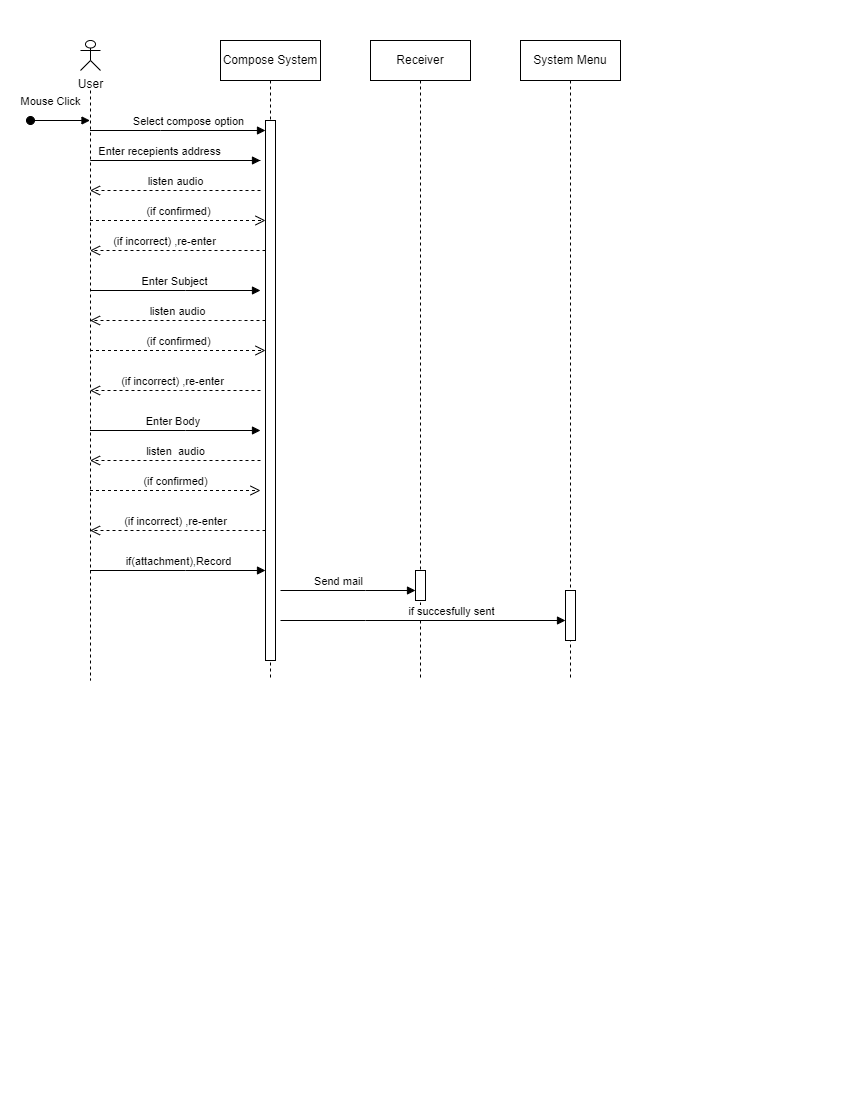 Compose System
Receiver
System Menu
User
Mouse Click
Select compose option
Enter recepients address
listen audio
(if confirmed)
(if incorrect) ,re-enter
Enter Subject
listen audio
(if confirmed)
(if incorrect) ,re-enter
Enter Body
listen  audio
(if confirmed)
(if incorrect) ,re-enter
if(attachment),Record
Send mail
if succesfully sent